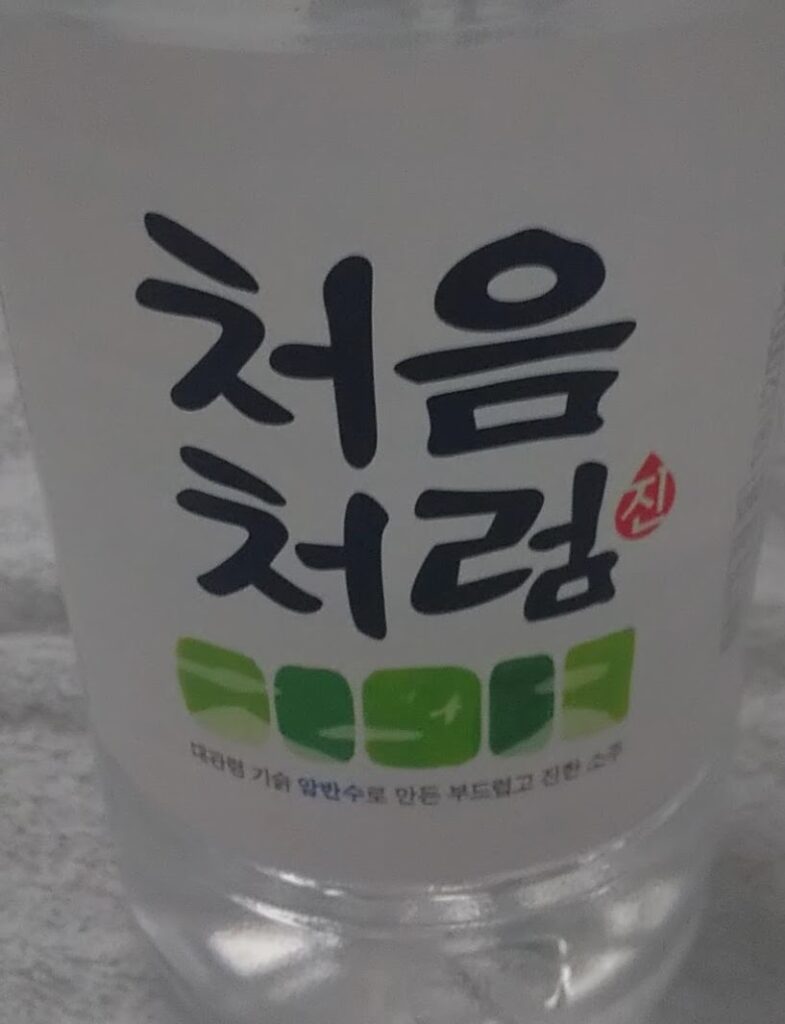 처음
처럼
진
대관령 기슭 암반수로 만든 부드럽고 진한 소주